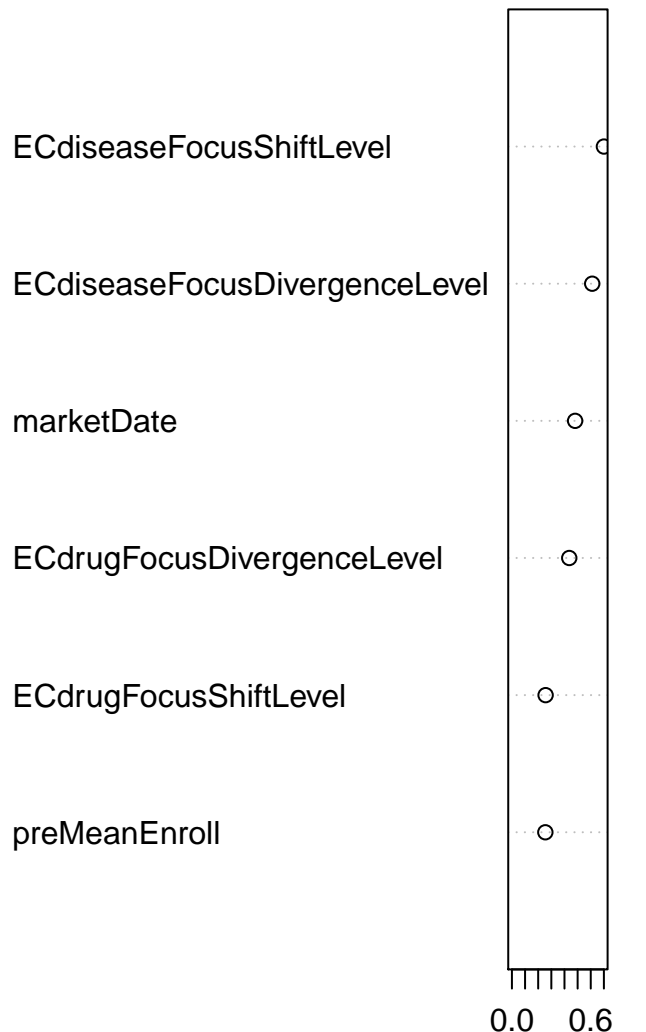 ECdiseaseFocusShiftLevel
ECdiseaseFocusDivergenceLevel
marketDate
ECdrugFocusDivergenceLevel
ECdrugFocusShiftLevel
preMeanEnroll
0.0 0.6